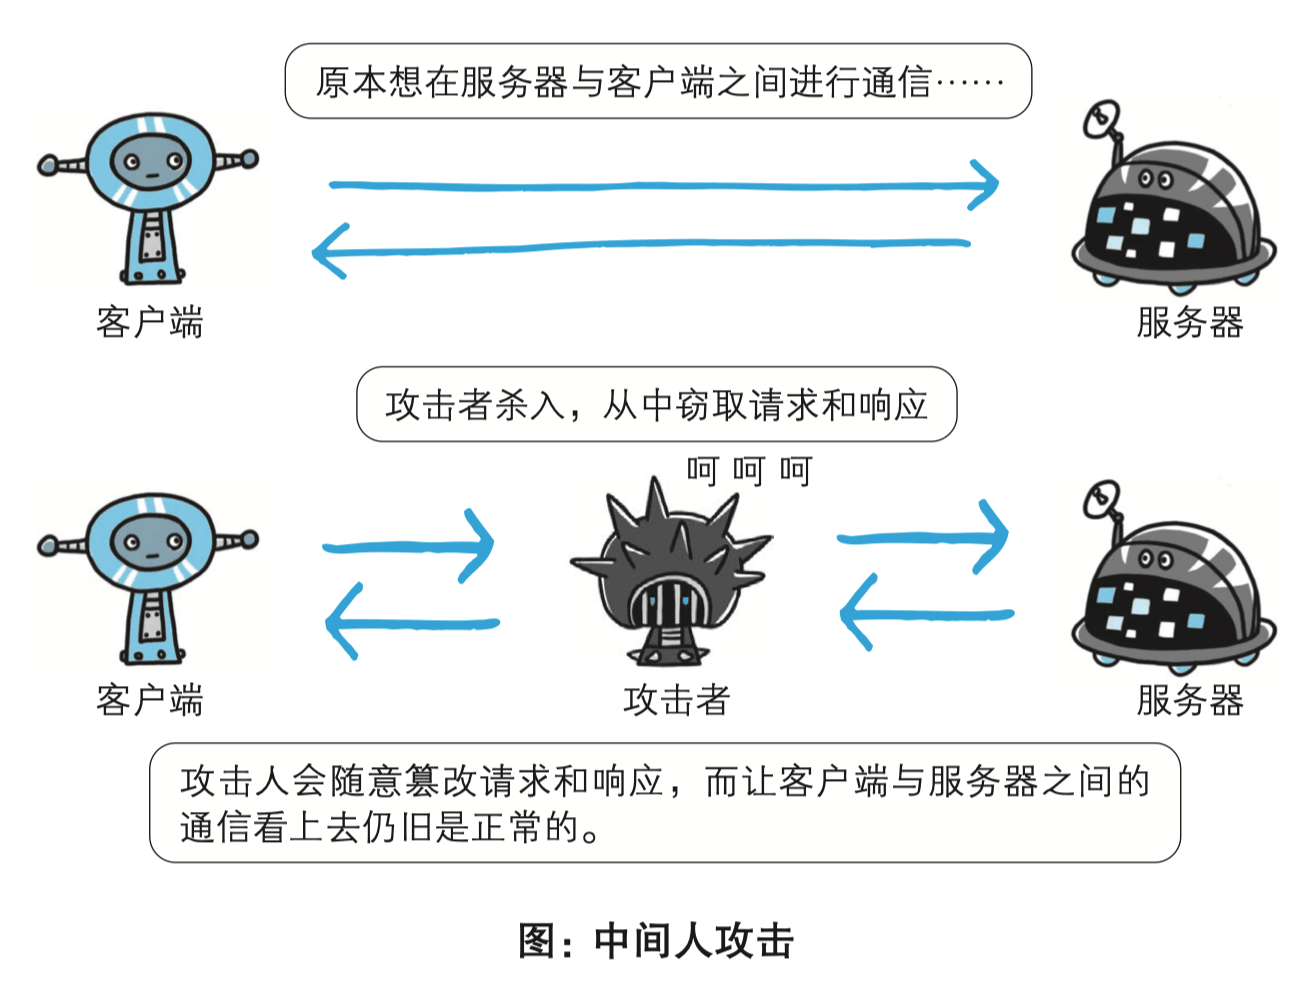 原本想在服务器与客户端之间进行通信……
客户端
服务器
攻击者杀入，从中窃取请求和响应
呵 呵 呵
客户端
攻击者
服务器
攻击人会随意篡改请求和响应，而让客户端与服务器之间的
通信看上去仍旧是正常的。
图：中间人攻击